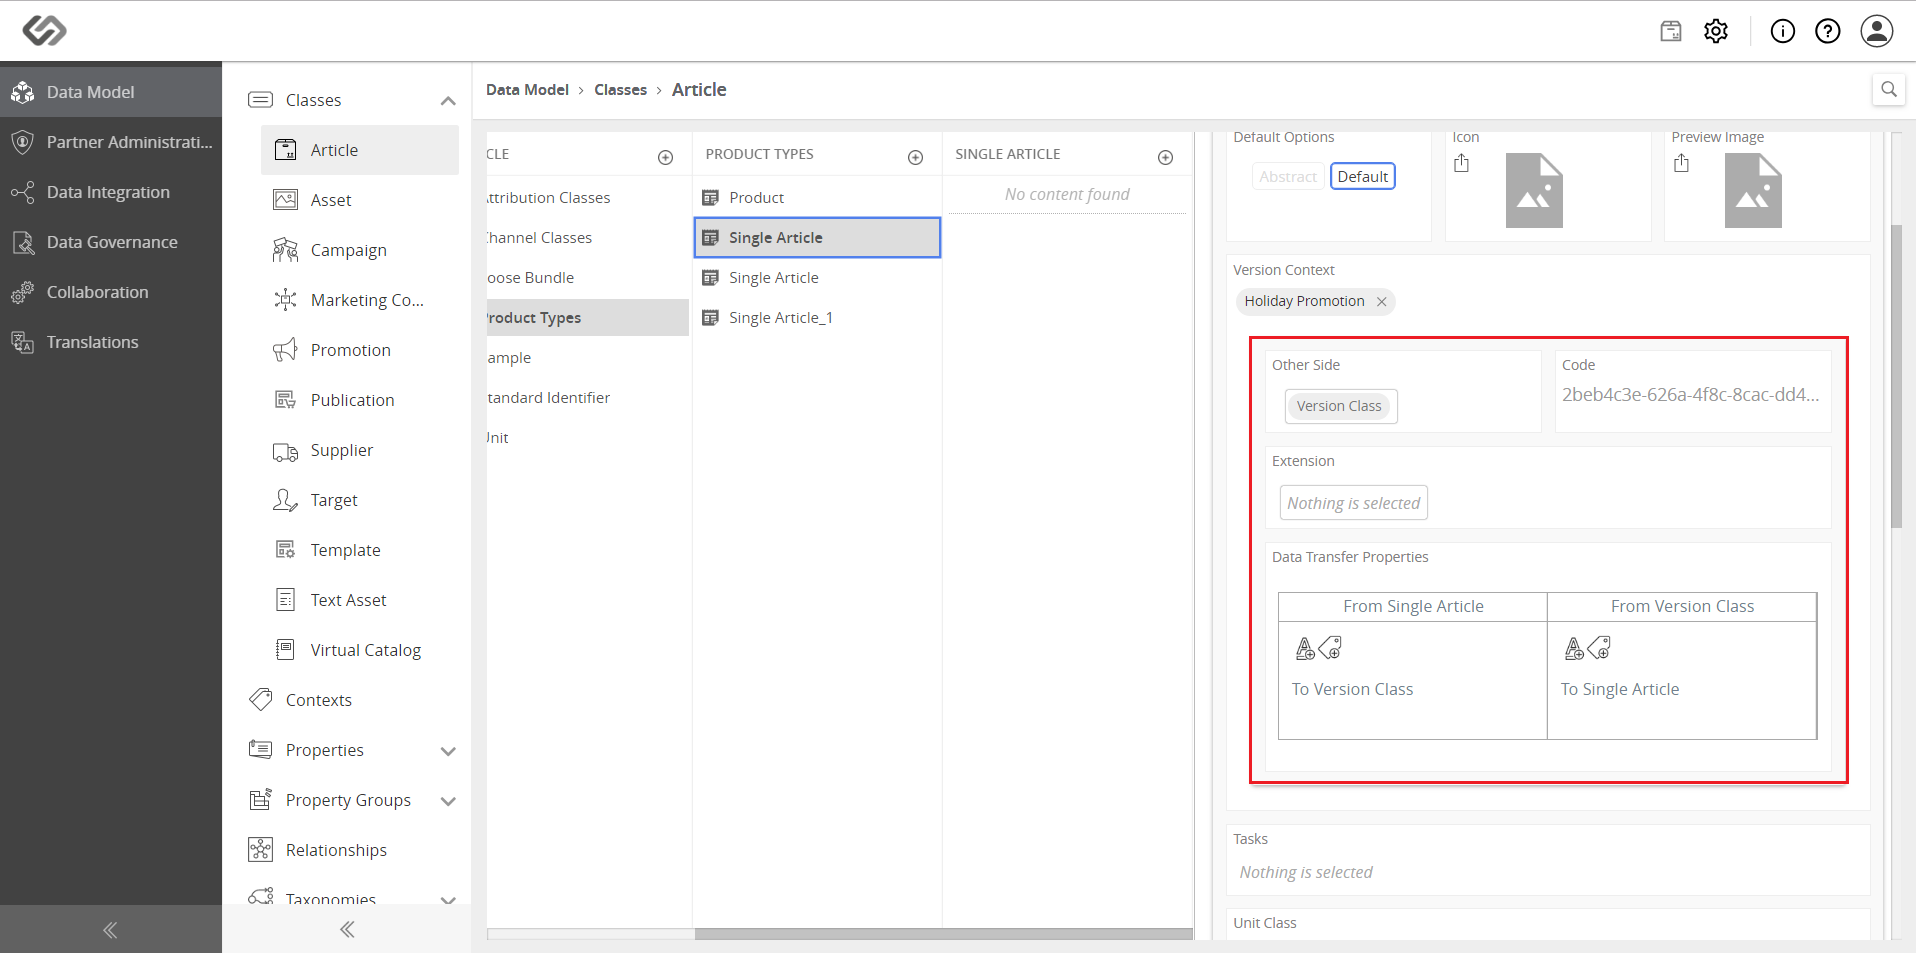 Data Model
Partner Administrati...
Data Integration
Data Governance
Collaboration
Translations
Classes
Article
Asset
Campaign
Marketing Co...
Promotion
Publication
Supplier
Target
Template
Text Asset
Virtual Catalog
Contexts
Properties
Property Groups
Relationships
Taxonomies
Data Model > Classes > Article
CLE
ttribution Classes
hannel Classes
oose Bundle
roduct Types
ample
tandard Identifier
nit
PRODUCT TYPES
Product
Single Article
Single Article
Single Article_1
SINGLE ARTICLE
No content found
Default Options
Abstract Default
Icon
Preview Image
Version Context
Holiday Promotion
Other Side
Version Class
Code
2beb4c3e-626a-4f8c-8cac-dd4...
Extension
Nothing is selected
Data Transfer Properties
From Single Article From Version Class
To Version Class To Single Article
Tasks
Nothing is selected
Unit Class